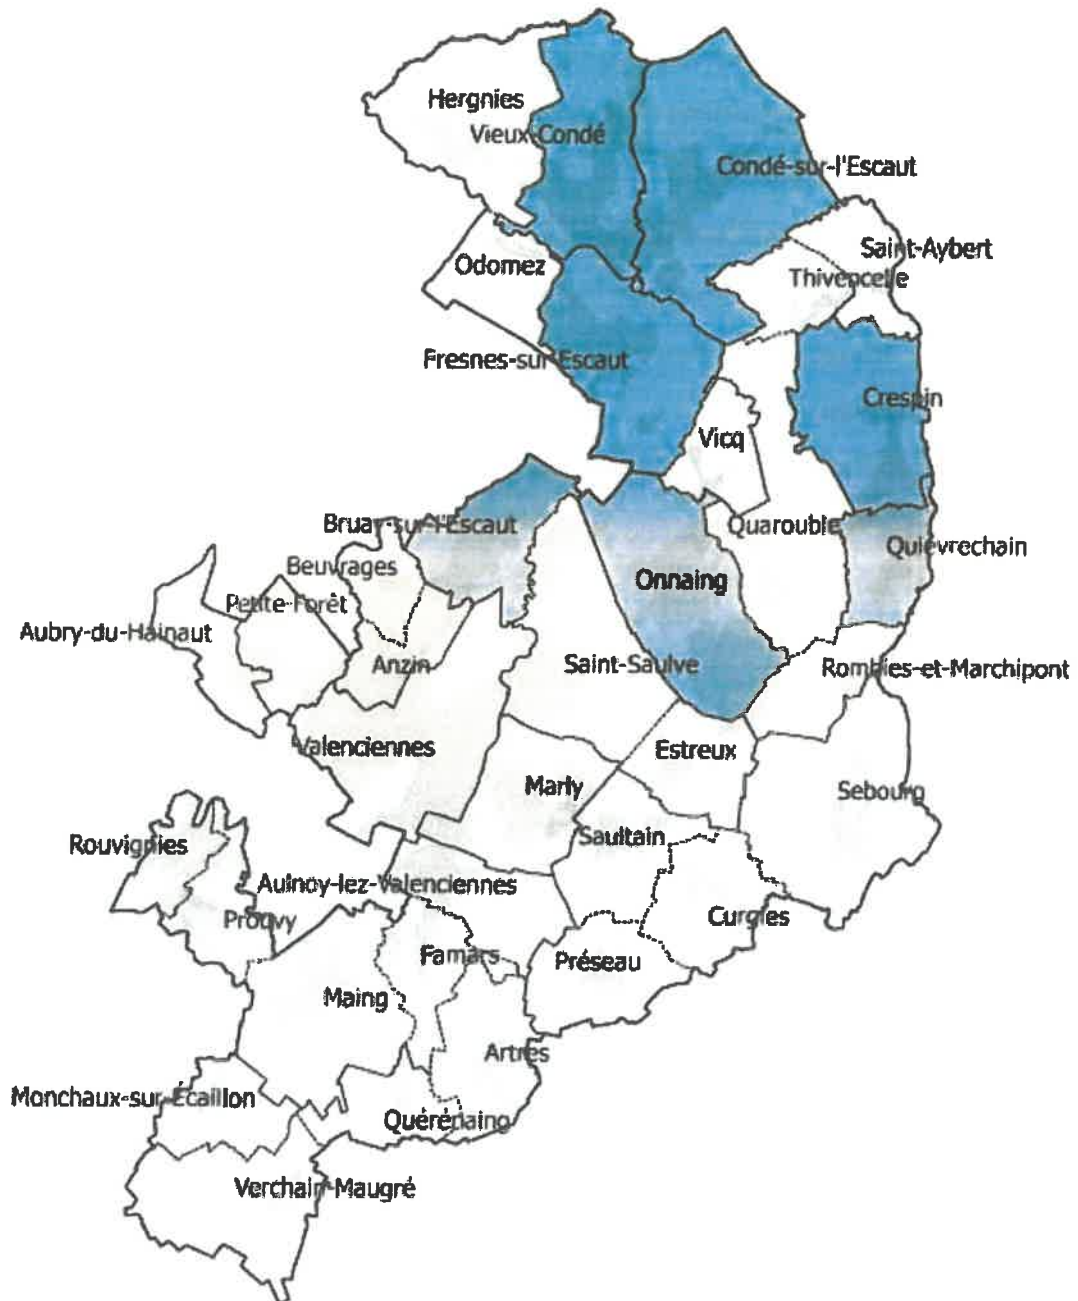 Hergnies
Vieux-Condé
Condé-sur-l'Escaut
Saint-Aybert
Odomez
Thivencelle
Fresnes-sur-Escaut
Crespin
Vicq
Bruay-sur-l'Escaut
Quarouble
Quiévrechain
Beuvrages
Onnaing
Petite-Forêt
Aubry-du-Hainaut
Anzin
Saint-Saulve
Rombies-et-Marchipont
Valenciennes
Estreux
Marly
Sebourg
Saultain
Rouvignies
Aulnoy-lez-Valenciennes
Prouvy
Curgies
Famars
Préseau
Maing
Artres
Monchaux-sur-Écaillon
Quérénaing
Verchain-Maugré